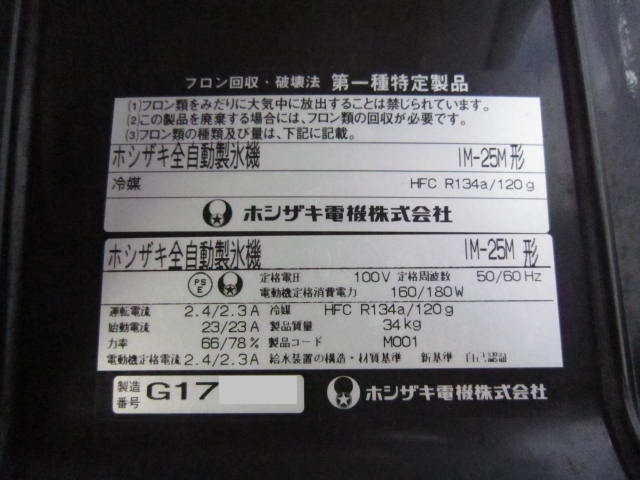 フロン回収・破壊法 第一種特定製品
(1)フロン類をみだりに大気中に放出することは禁じられています。
(2)この製品を廃棄する場合には、フロン類の回収が必要です。
(3)フロン類の種類及び量は、下記に記載。
ホシザキ全自動製氷機 IM-25M 形
冷媒 HFC R134a/120g
ホシザキ電機株式会社
ホシザキ全自動製氷機 IM-25M 形
PS E 定格電圧 100V 定格周波数 50/60Hz
電動機定格消費電力 160/180W
運転電流 2.4/2.3A 冷媒 HFC R134a/120g
始動電流 23/23A 製品質量 34kg
力率 66/78% 製品コード M001
電動機定格電流 2.4/2.3A 給水装置の構造・材質基準 新基準 自己認証
製造番号 G17
ホシザキ電機株式会社